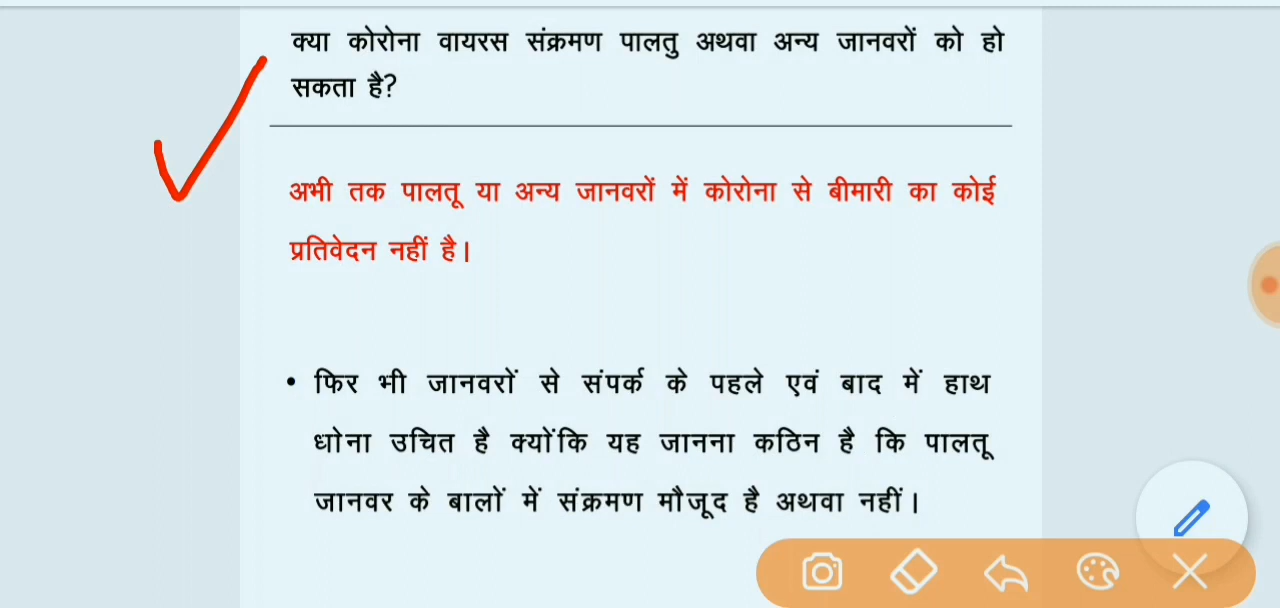 क्या कोरोना वायरस संक्रमण पालतु अथवा अन्य जानवरों को हो
सकता है?
अभी तक पालतू या अन्य जानवरों में कोरोना से बीमारी का कोई
प्रतिवेदन नहीं है।
• फिर भी जानवरों से संपर्क के पहले एवं बाद में हाथ
धोना उचित है क्योंकि यह जानना कठिन है कि पालतू
जानवर के बालों में संक्रमण मौजूद है अथवा नहीं।